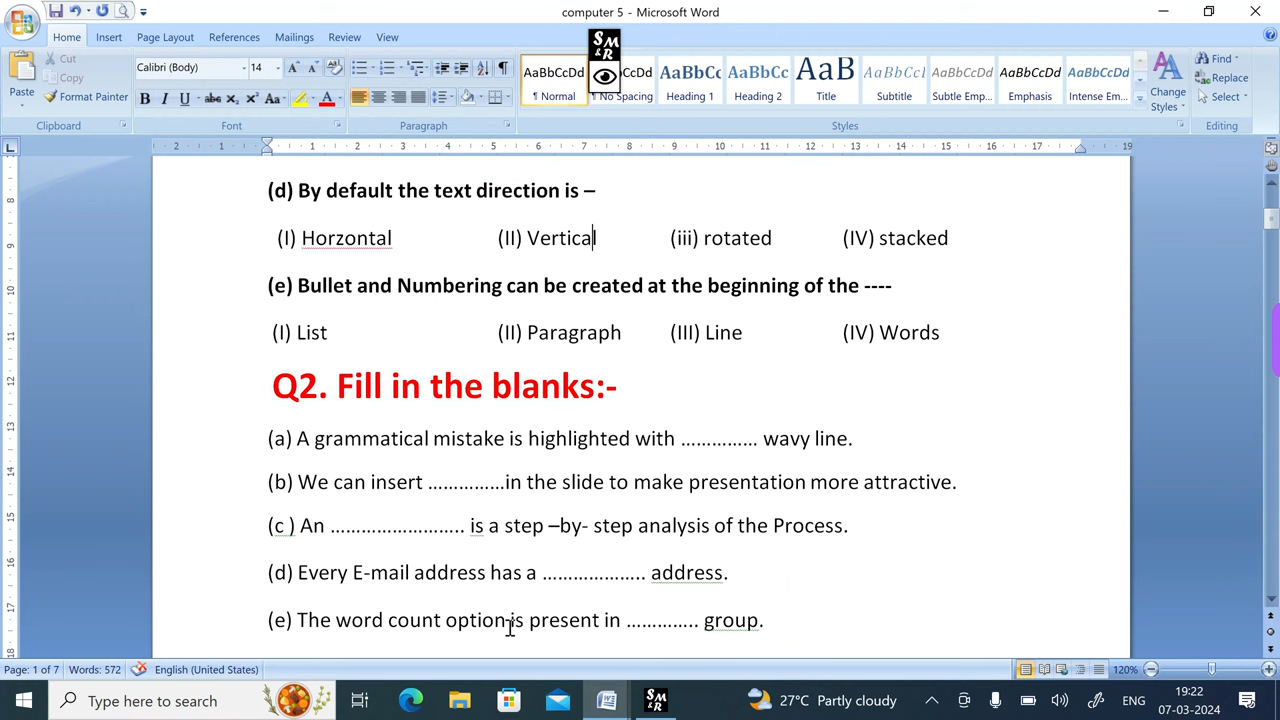 computer 5 - Microsoft Word
Home Insert Page Layout References Mailings Review View
SM&R
Paste
Cut
Copy
Format Painter
Clipboard
Calibri (Body) 14
Font
Paragraph
AaBbCcDd
¶ Normal
¶ No Spacing
AaBbCc
Heading 1
AaBbCc
Heading 2
AaB
Title
AaBbCcI
Subtitle
AaBbCcDd
Subtle Emp...
AaBbCcDd
Emphasis
AaBbCcDd
Intense Em...
Change Styles
Styles
Find
Replace
Select
Editing
(d) By default the text direction is –
(I) Horzontal (II) Vertical (iii) rotated (IV) stacked
(e) Bullet and Numbering can be created at the beginning of the ----
(I) List (II) Paragraph (III) Line (IV) Words
Q2. Fill in the blanks:-
(a) A grammatical mistake is highlighted with .............. wavy line.
(b) We can insert ...............in the slide to make presentation more attractive.
(c ) An .......................... is a step –by- step analysis of the Process.
(d) Every E-mail address has a .................... address.
(e) The word count option is present in .............. group.
Page: 1 of 7 Words: 572 English (United States) 120%
Type here to search 27°C Partly cloudy ENG 19:22
07-03-2024